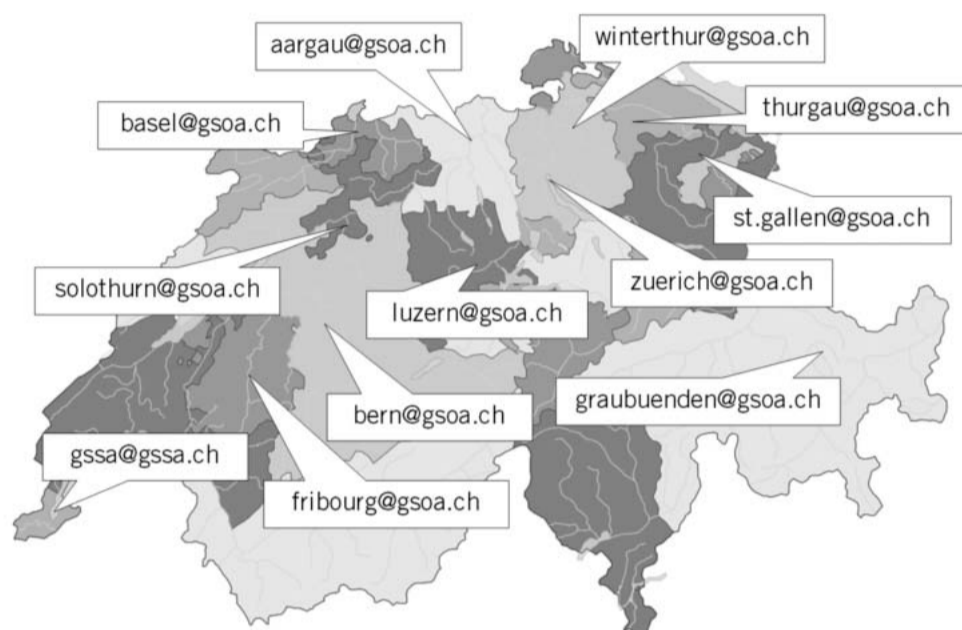 aargau@gsoa.ch
winterthur@gsoa.ch
basel@gsoa.ch
thurgau@gsoa.ch
st.gallen@gsoa.ch
solothurn@gsoa.ch
luzern@gsoa.ch
zuerich@gsoa.ch
bern@gsoa.ch
graubuenden@gsoa.ch
gssa@gssa.ch
fribourg@gsoa.ch